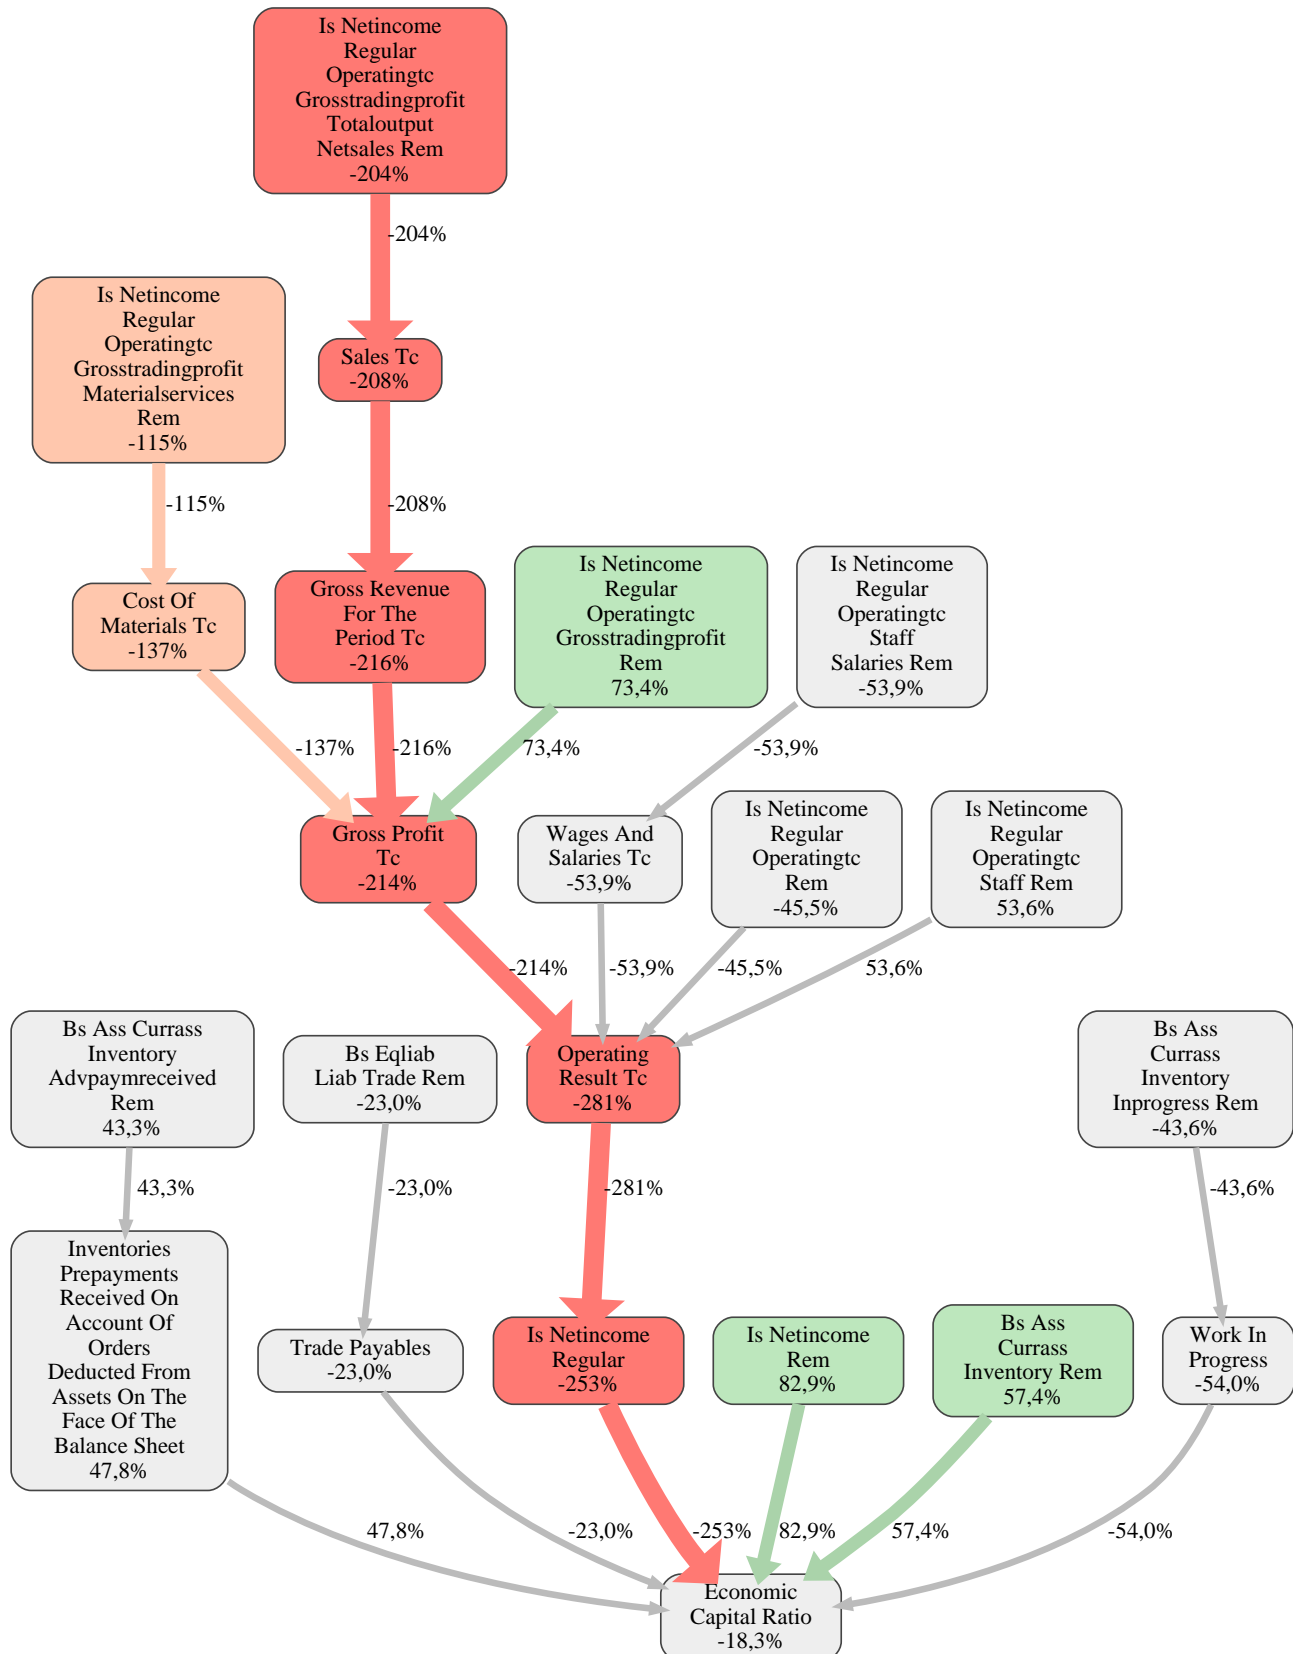 Is Netincome
Regular
Operatingtc
Grosstradingprofit
Totaloutput
Netsales Rem
-204%
-204%
Is Netincome
Regular
Operatingtc
Grosstradingprofit
Materialservices
Rem
-115%
Sales Tc
-208%
-115%
-208%
Cost Of
Materials Tc
-137%
Gross Revenue
For The
Period Tc
-216%
Is Netincome
Regular
Operatingtc
Grosstradingprofit
Rem
73,4%
Is Netincome
Regular
Operatingtc
Staff
Salaries Rem
-53,9%
-137%
-216%
73,4%
-53,9%
Gross Profit
Tc
-214%
Wages And
Salaries Tc
-53,9%
Is Netincome
Regular
Operatingtc
Rem
-45,5%
Is Netincome
Regular
Operatingtc
Staff Rem
53,6%
-214%
-53,9%
-45,5%
53,6%
Bs Ass Currass
Inventory
Advpaymreceived
Rem
43,3%
Bs Eqliab
Liab Trade Rem
-23,0%
Operating
Result Tc
-281%
Bs Ass
Currass
Inventory
Inprogress Rem
-43,6%
43,3%
-23,0%
-281%
-43,6%
Inventories
Prepayments
Received On
Account Of
Orders
Deducted From
Assets On The
Face Of The
Balance Sheet
47,8%
Trade Payables
-23,0%
Is Netincome
Regular
-253%
Is Netincome
Rem
82,9%
Bs Ass
Currass
Inventory Rem
57,4%
Work In
Progress
-54,0%
47,8%
-23,0%
-253%
82,9%
57,4%
-54,0%
Economic
Capital Ratio
-18,3%